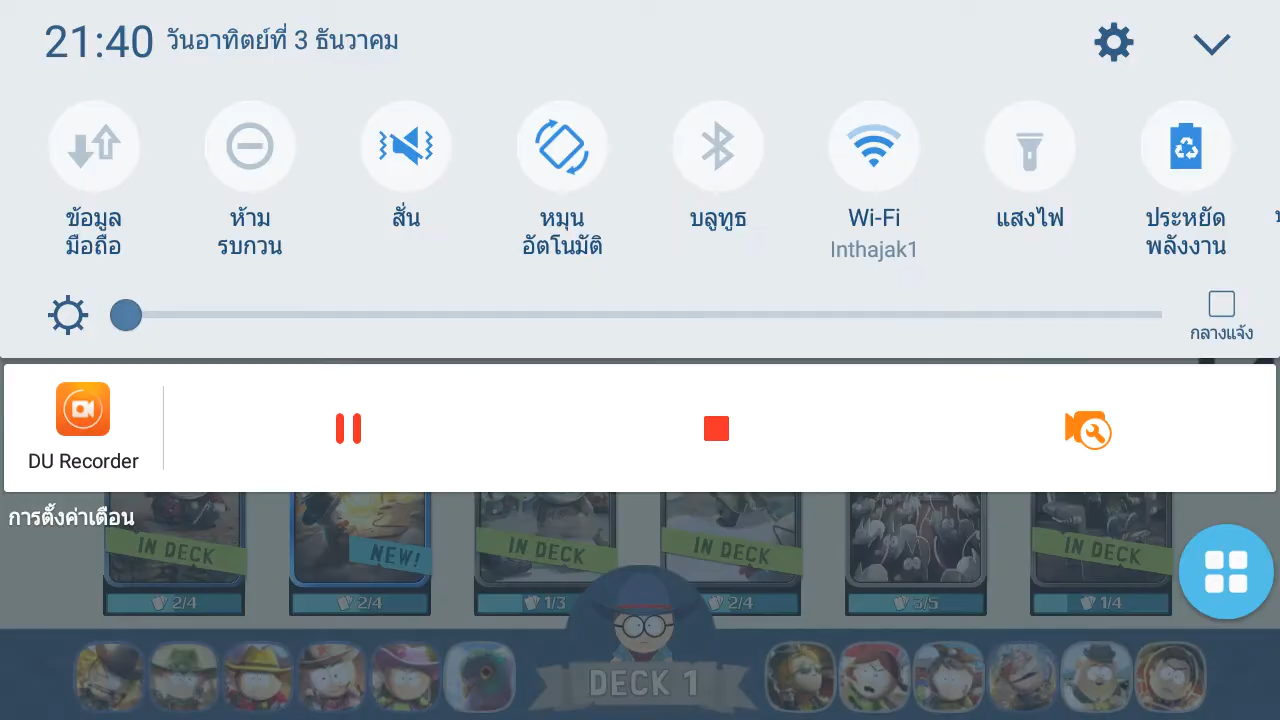 21:40 วันอาทิตย์ที่ 3 ธันวาคม
ข้อมูล
มือถือ
ห้าม
รบกวน
สั่น
หมุน
อัตโนมัติ
บลูทูธ
Wi-Fi
Inthajak1
แสงไฟ
ประหยัด
พลังงาน
กลางแจ้ง
DU Recorder
การตั้งค่าเตือน
IN DECK
NEW!
IN DECK
IN DECK
IN DECK
2/4
2/4
1/3
2/4
5/5
1/4
DECK 1